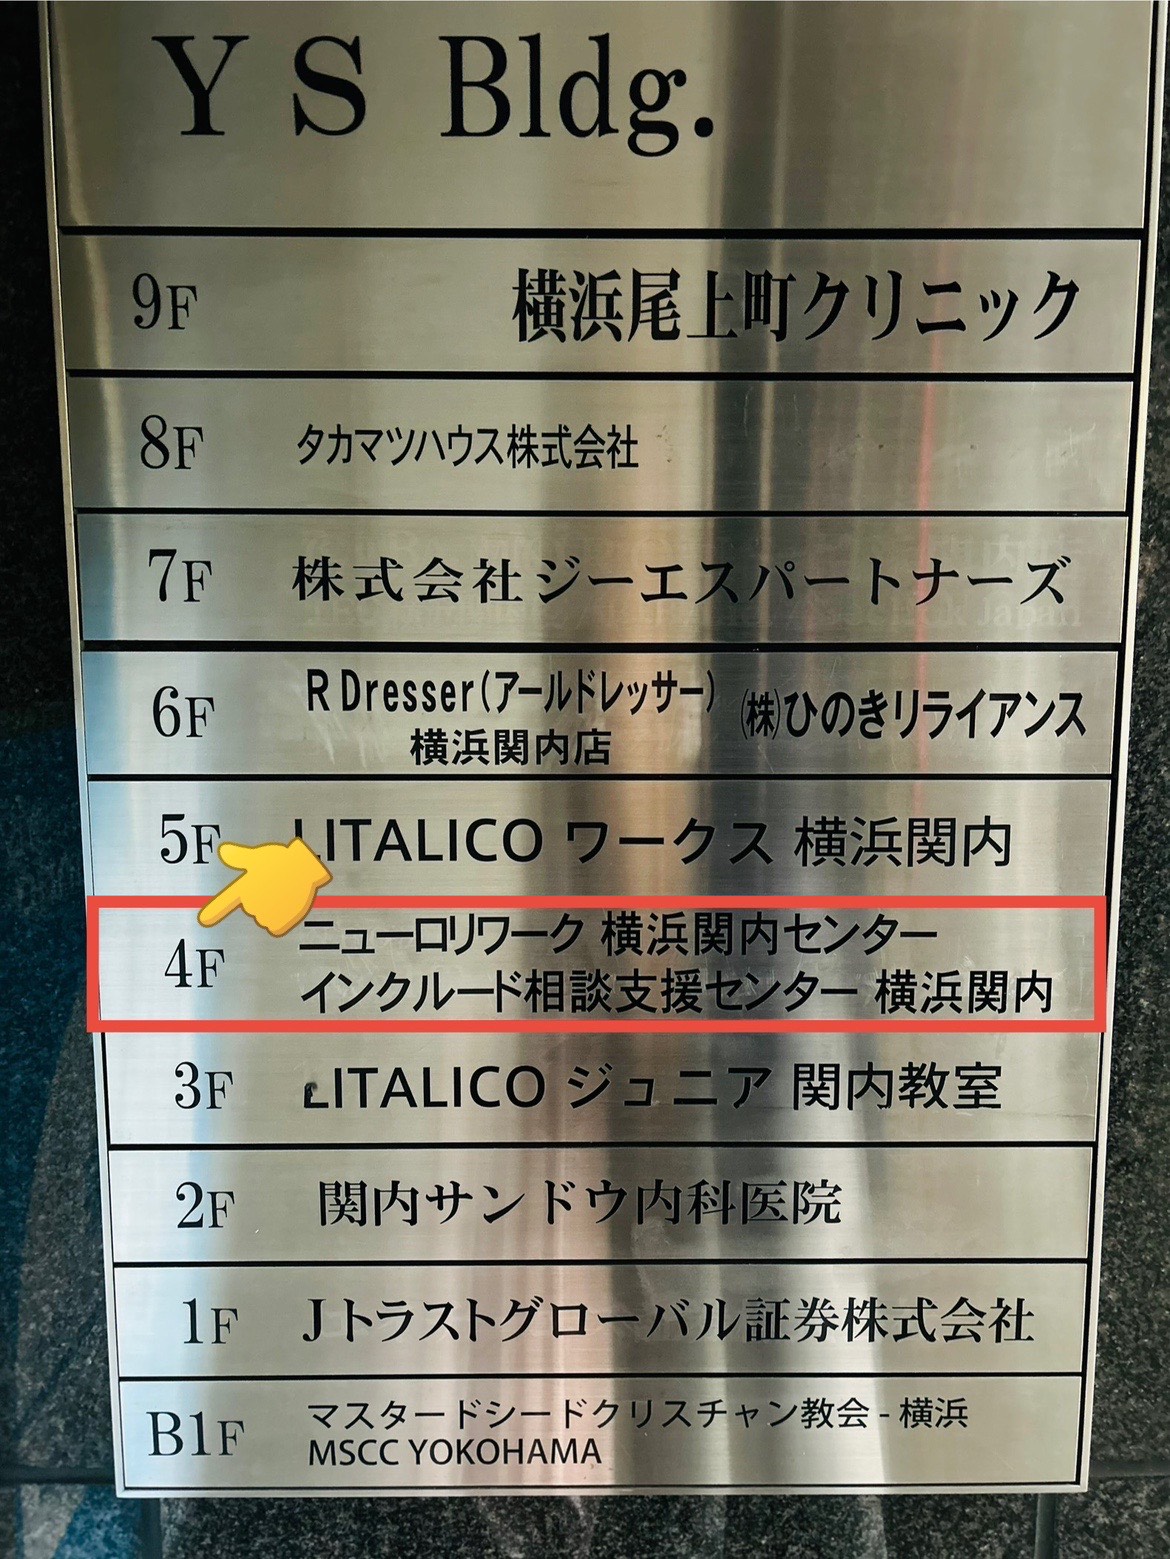 YS Bldg.
9F 横浜尾上町クリニック
8F タカマツハウス株式会社
7F 株式会社ジーエスパートナーズ
6F R Dresser(アールドレッサー) 横浜関内店 ㈱ひのきリライアンス
5F LITALICO ワークス 横浜関内
4F ニューロリワーク 横浜関内センター
インクルード相談支援センター 横浜関内
3F LITALICO ジュニア 関内教室
2F 関内サンドウ内科医院
1F Jトラストグローバル証券株式会社
B1F マスタードシードクリスチャン教会 - 横浜
MSCC YOKOHAMA